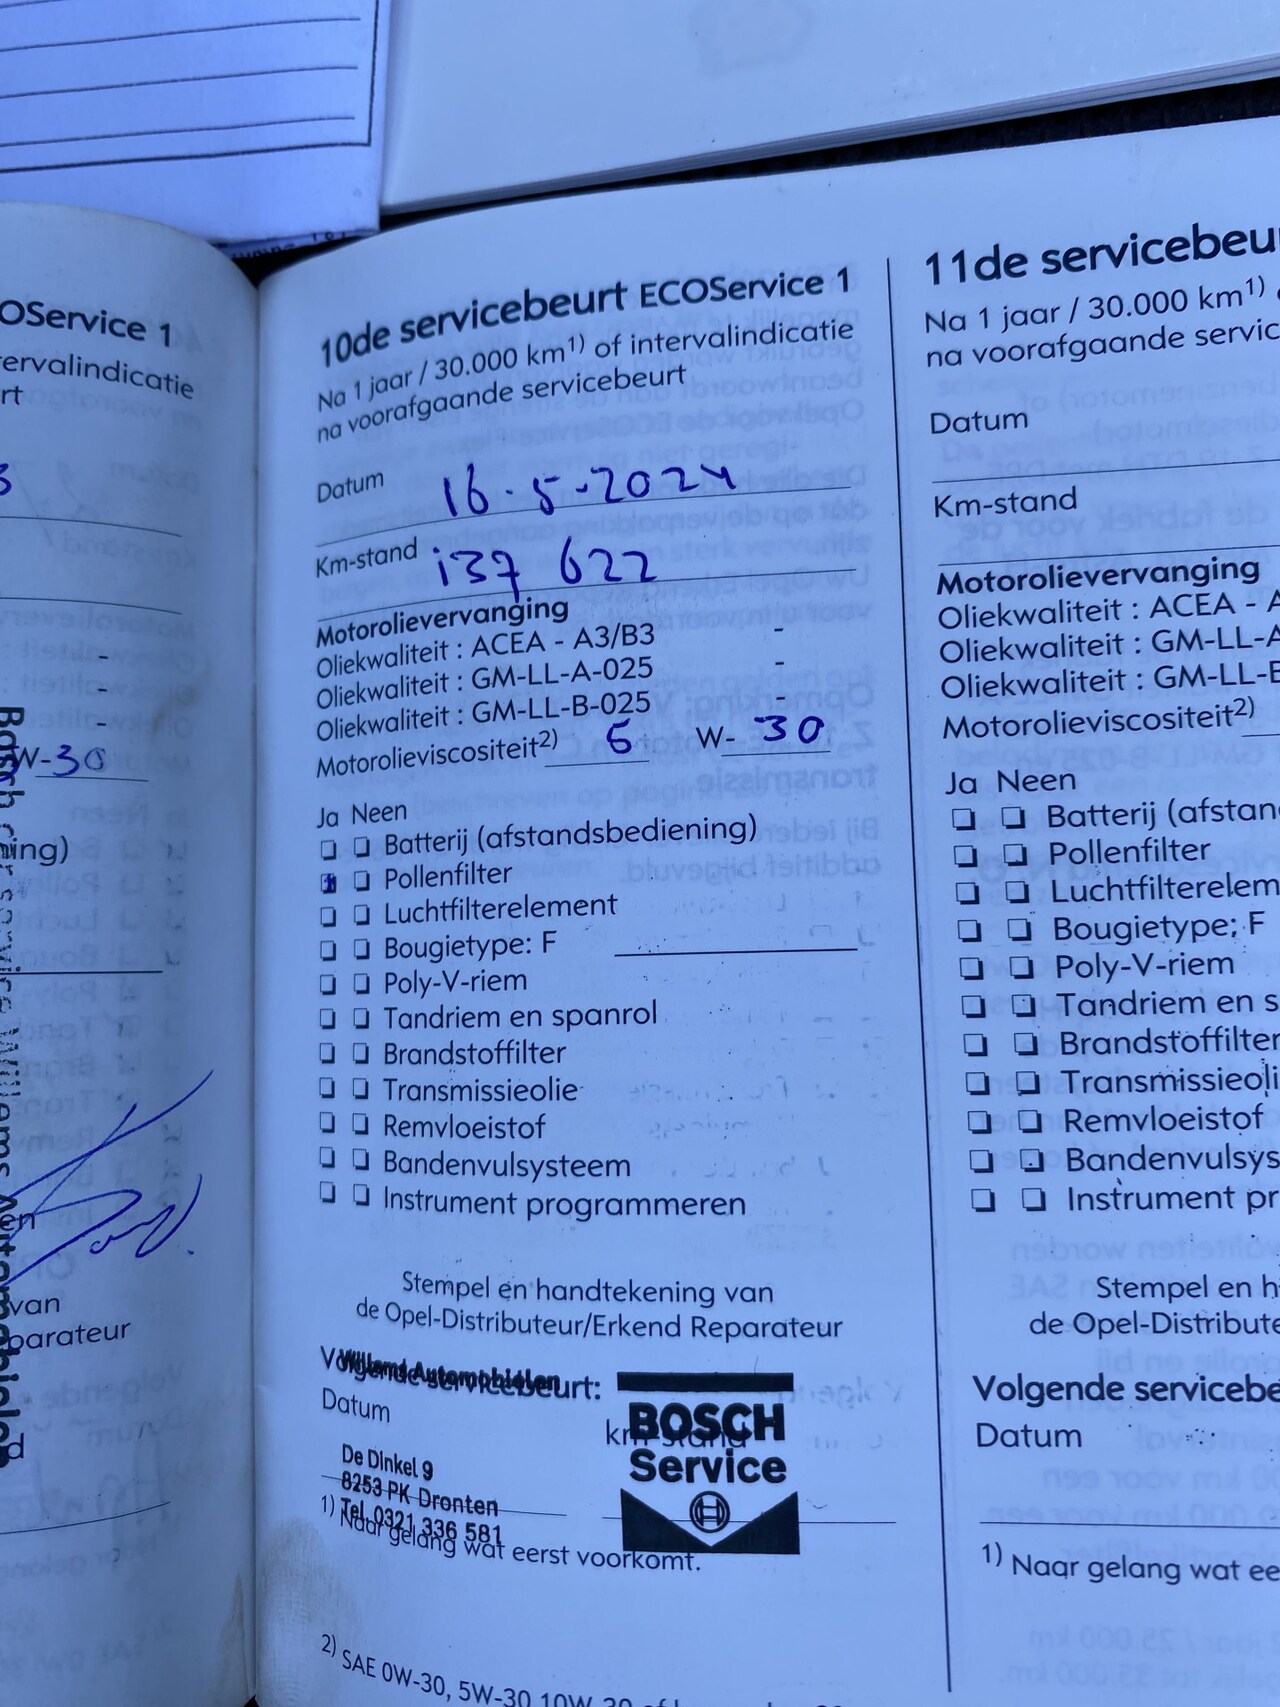 OService 1
tervalindicatie
rt
3
-
-
-
W-30
ning)
en
van
parateur
d
10de servicebeurt ECOService 1
Na 1 jaar / 30.000 km1) of intervalindicatie
na voorafgaande servicebeurt
Datum 16-5-2024
Km-stand 137 622
Motorolievervanging
Oliekwaliteit : ACEA - A3/B3 -
Oliekwaliteit : GM-LL-A-025 -
Oliekwaliteit : GM-LL-B-025 -
Motorolieviscositeit2) 5 W- 30
Ja Neen
Batterij (afstandsbediening)
Pollenfilter
Luchtfilterelement
Bougietype: F
Poly-V-riem
Tandriem en spanrol
Brandstoffilter
Transmissieolie
Remvloeistof
Bandenvulsysteem
Instrument programmeren
Stempel en handtekening van
de Opel-Distributeur/Erkend Reparateur
Volgende servicebeurt:
Willems Automobielen
Datum
km-stand
BOSCH
Service
De Dinkel 9
8253 PK Dronten
Tel. 0321 336 581
1) Naar gelang wat eerst voorkomt.
2) SAE 0W-30, 5W-30, 10W-30
11de servicebeur
Na 1 jaar / 30.000 km1)
na voorafgaande servic
Datum
Km-stand
Motorolievervanging
Oliekwaliteit : ACEA - A
Oliekwaliteit : GM-LL-A
Oliekwaliteit : GM-LL-B
Motorolieviscositeit2)
Ja Neen
Batterij (afstan
Pollenfilter
Luchtfilterelem
Bougietype; F
Poly-V-riem
Tandriem en s
Brandstoffilter
Transmissieoli
Remvloeistof
Bandenvulsys
Instrument pr
Stempel en h
de Opel-Distribute
Volgende servicebe
Datum
1) Naar gelang wat ee